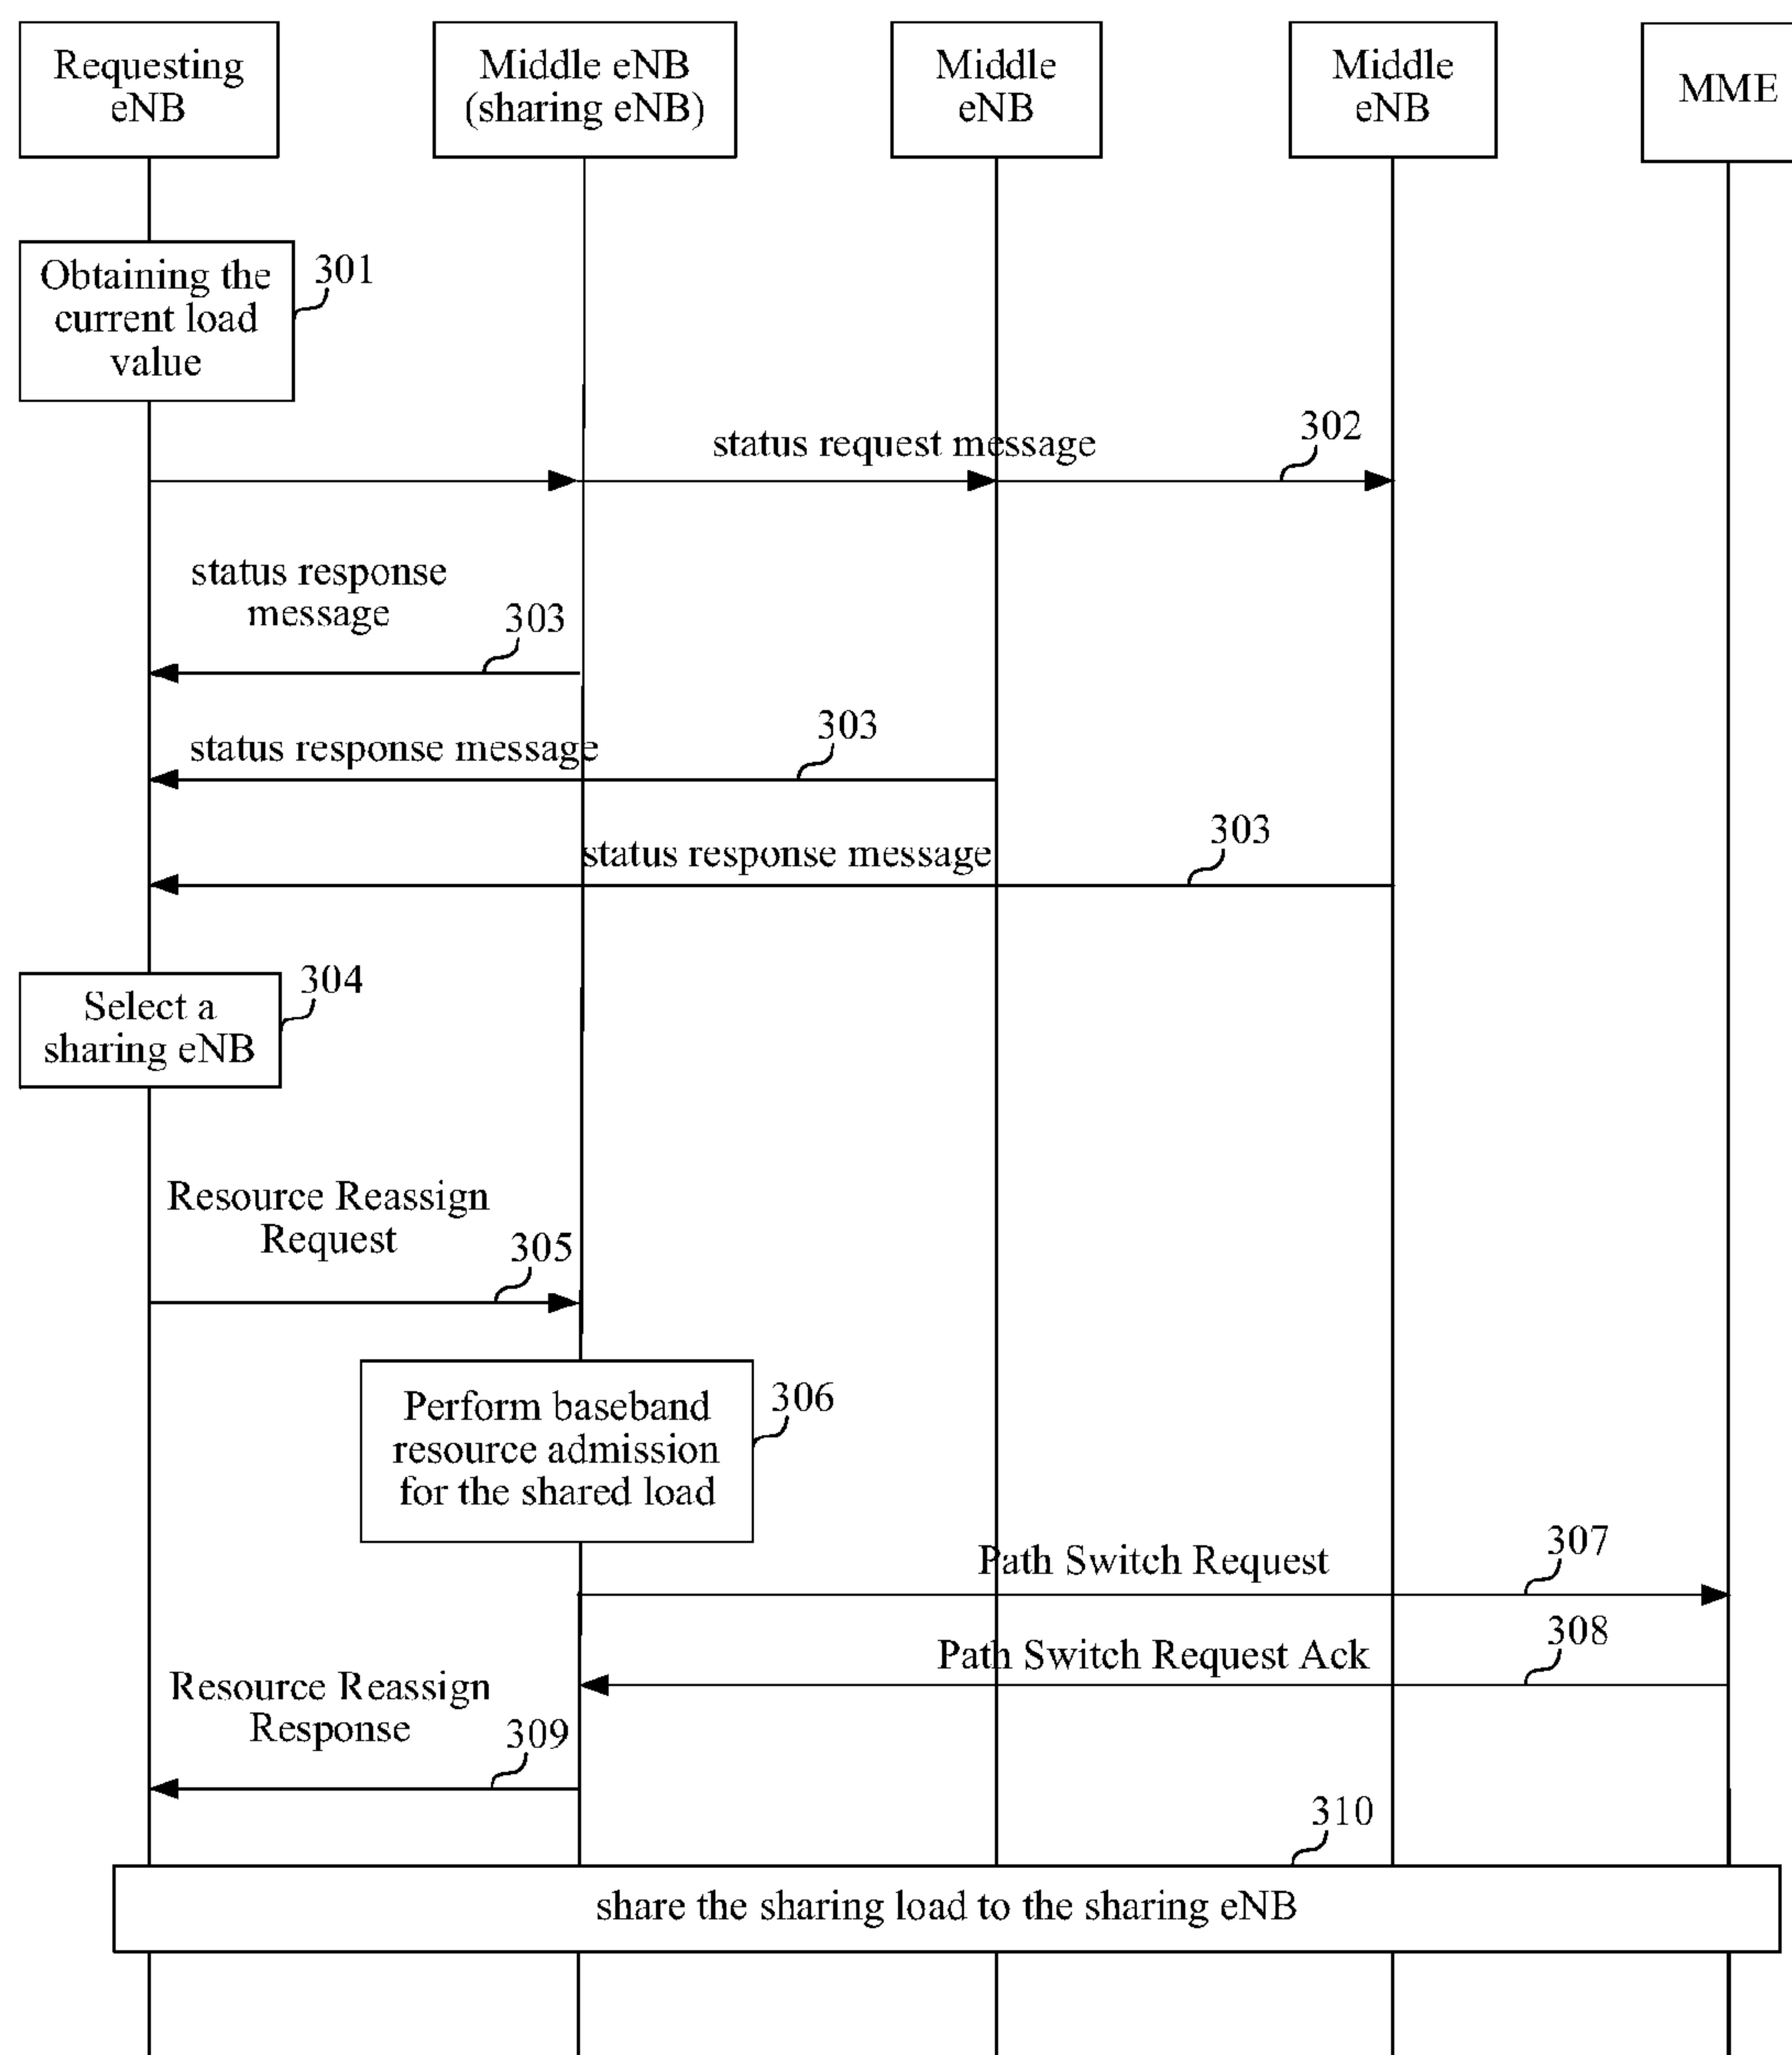 Requesting
eNB
Middle eNB
(sharing eNB)
Middle
eNB
Middle
eNB
MME
Obtaining the
current load
value
301
status request message
302
status response
message
303
status response message
303
status response message
303
Select a
sharing eNB
304
Resource Reassign
Request
305
Perform baseband
resource admission
for the shared load
306
Path Switch Request
307
Path Switch Request Ack
308
Resource Reassign
Response
309
310
share the sharing load to the sharing eNB